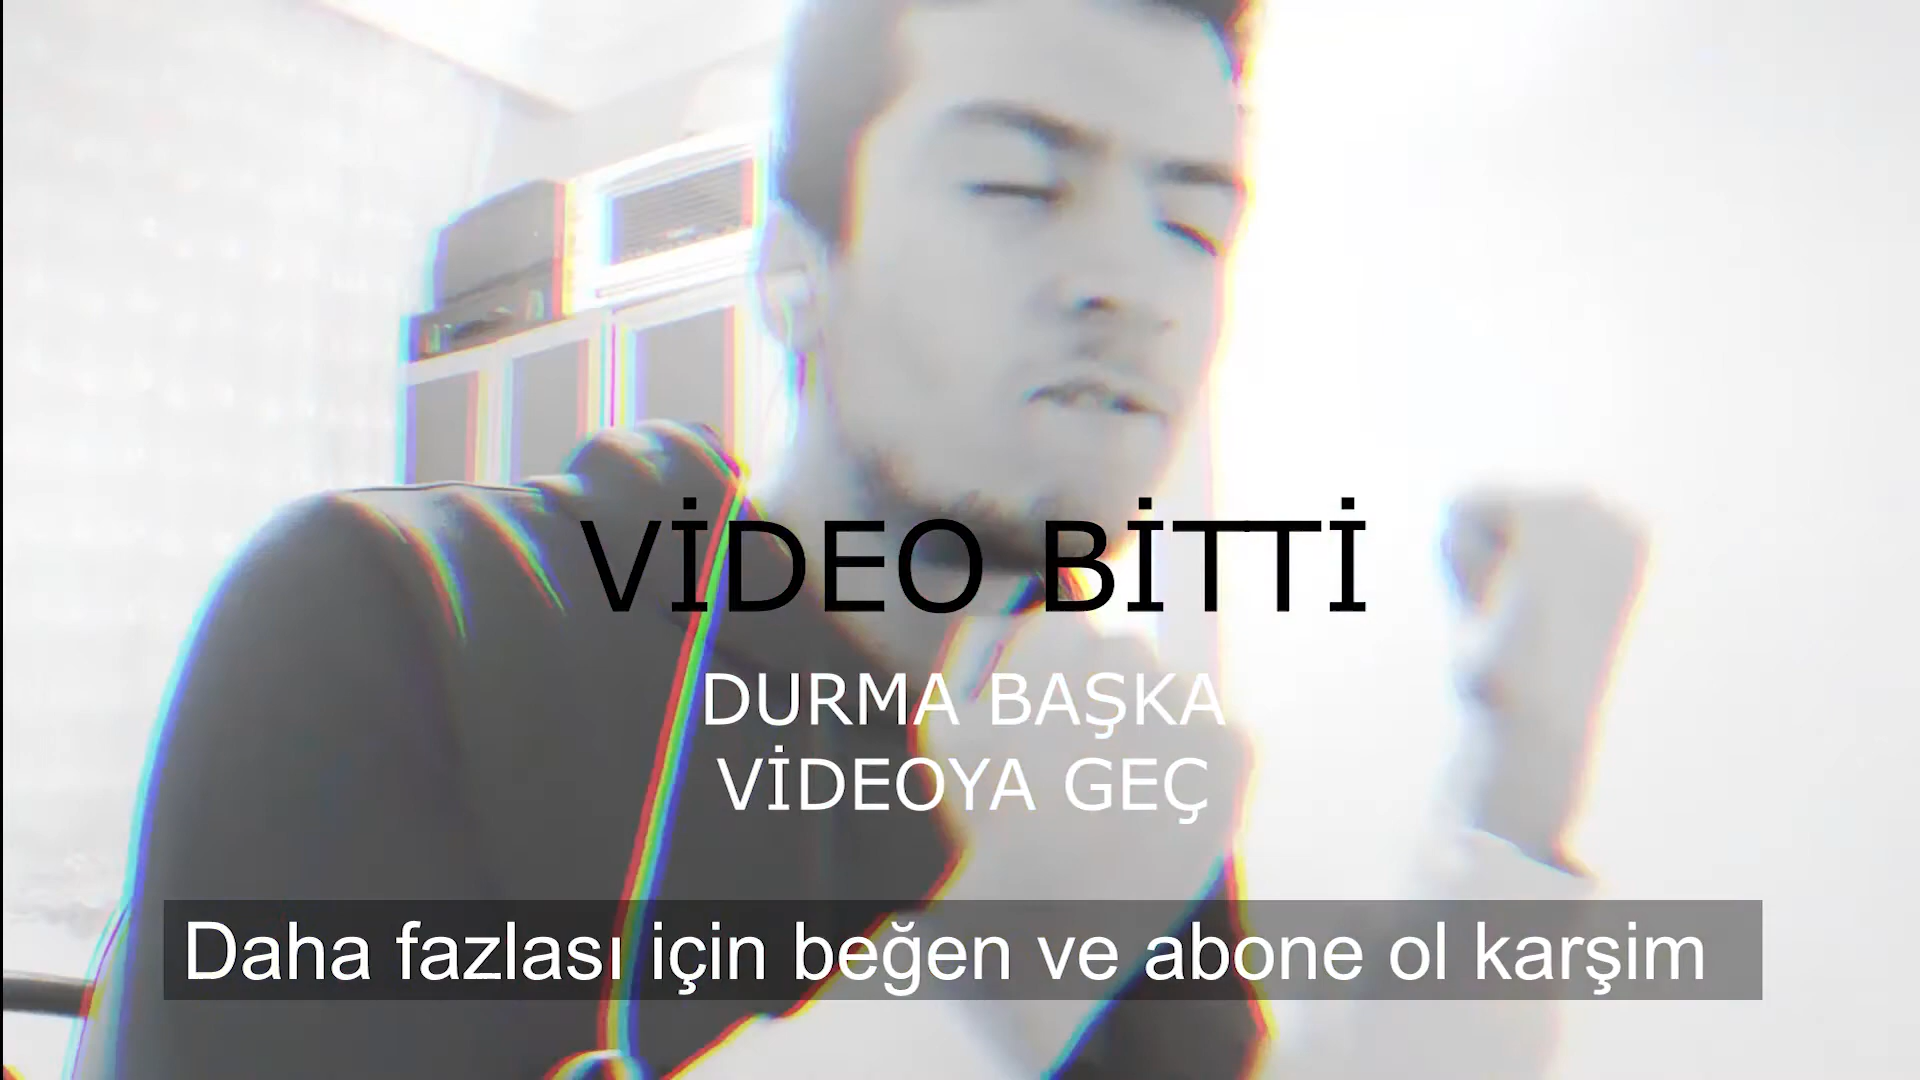 VİDEO BİTTİ
DURMA BAŞKA
VİDEOYA GEÇ
Daha fazlası için beğen ve abone ol karşim